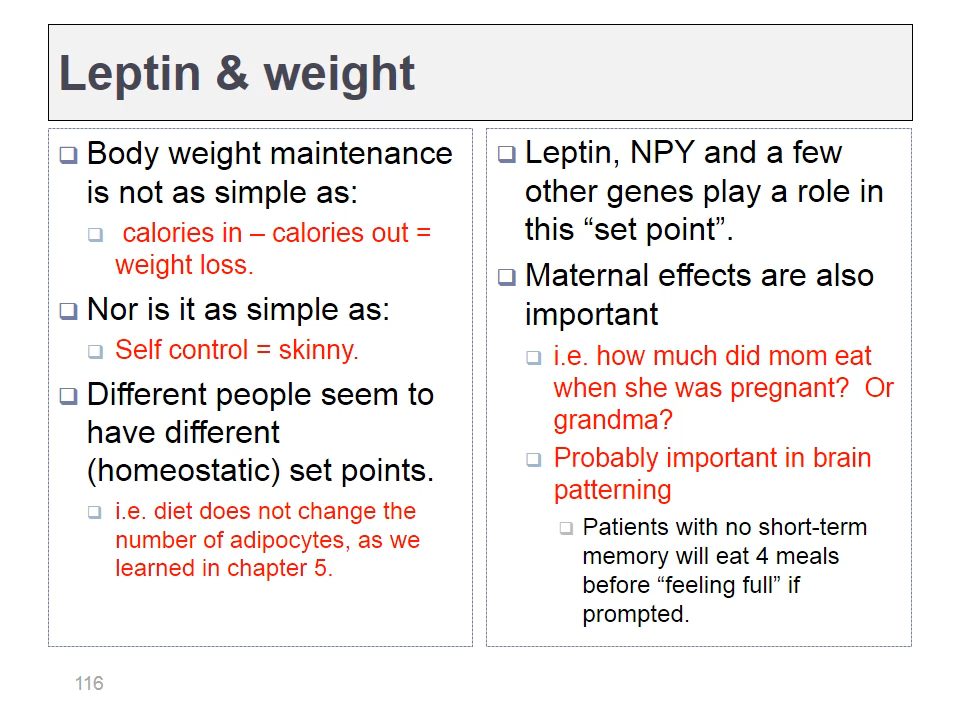 Leptin & weight
Body weight maintenance
is not as simple as:
calories in – calories out =
weight loss.
Nor is it as simple as:
Self control = skinny.
Different people seem to
have different
(homeostatic) set points.
i.e. diet does not change the
number of adipocytes, as we
learned in chapter 5.
Leptin, NPY and a few
other genes play a role in
this “set point”.
Maternal effects are also
important
i.e. how much did mom eat
when she was pregnant?  Or
grandma?
Probably important in brain
patterning
Patients with no short-term
memory will eat 4 meals
before “feeling full” if
prompted.
116